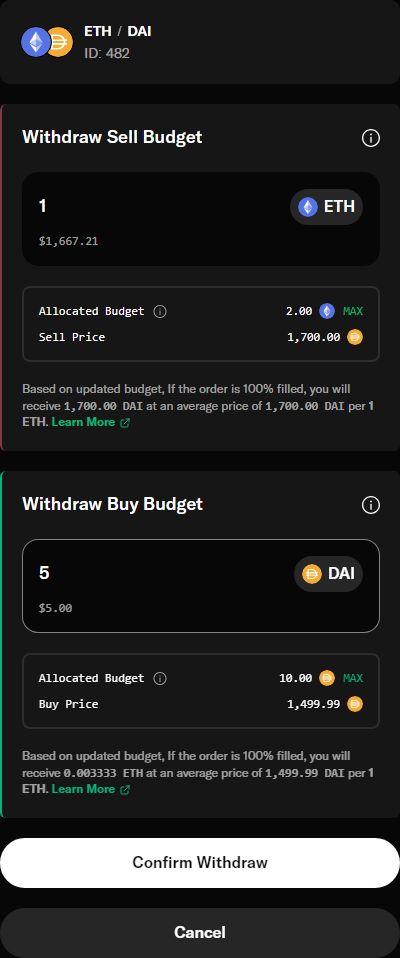 ETH / DAI
ID: 482
Withdraw Sell Budget
1
ETH
$1,667.21
Allocated Budget
2.00 MAX
Sell Price
1,700.00
Based on updated budget, If the order is 100% filled, you will
receive 1,700.00 DAI at an average price of 1,700.00 DAI per 1
ETH. Learn More
Withdraw Buy Budget
5
DAI
$5.00
Allocated Budget
10.00 MAX
Buy Price
1,499.99
Based on updated budget, If the order is 100% filled, you will
receive 0.003333 ETH at an average price of 1,499.99 DAI per 1
ETH. Learn More
Confirm Withdraw
Cancel